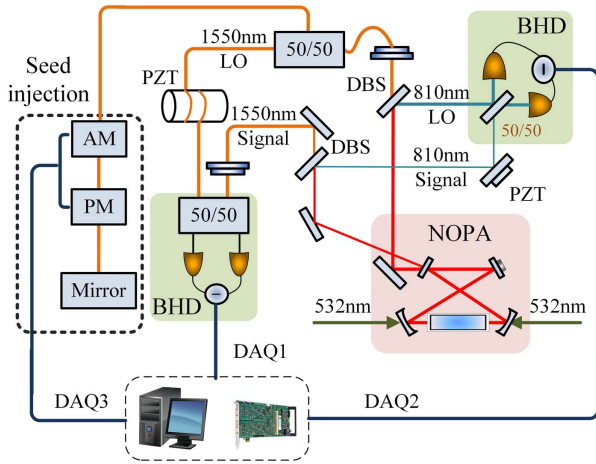 1550nm
LO
50/50
BHD
PZT
Seed
injection
DBS
810nm
LO
50/50
1550nm
Signal
DBS
810nm
Signal
PZT
AM
PM
Mirror
50/50
BHD
NOPA
532nm
532nm
DAQ1
DAQ3
DAQ2